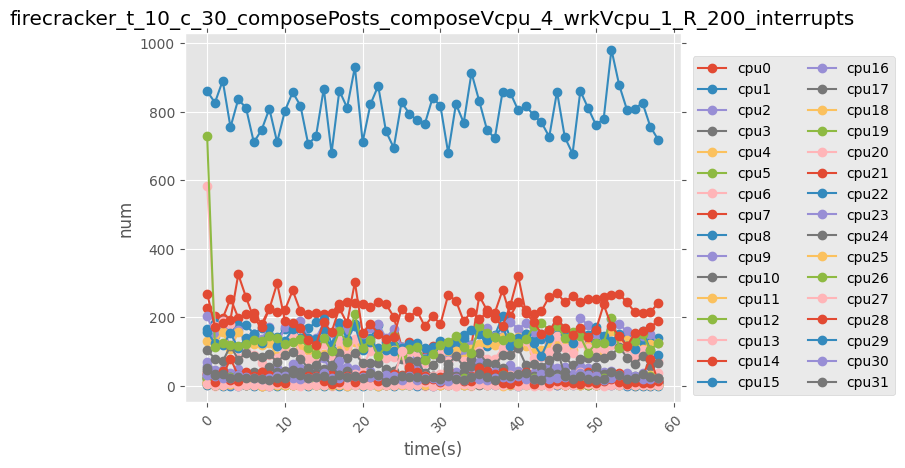 firecracker_t_10_c_30_composePosts_composeVcpu_4_wrkVcpu_1_R_200_interrupts
1000
800
600
400
200
0
num
0 10 20 30 40 50 60
time(s)
cpu0 cpu16
cpu1 cpu17
cpu2 cpu18
cpu3 cpu19
cpu4 cpu20
cpu5 cpu21
cpu6 cpu22
cpu7 cpu23
cpu8 cpu24
cpu9 cpu25
cpu10 cpu26
cpu11 cpu27
cpu12 cpu28
cpu13 cpu29
cpu14 cpu30
cpu15 cpu31